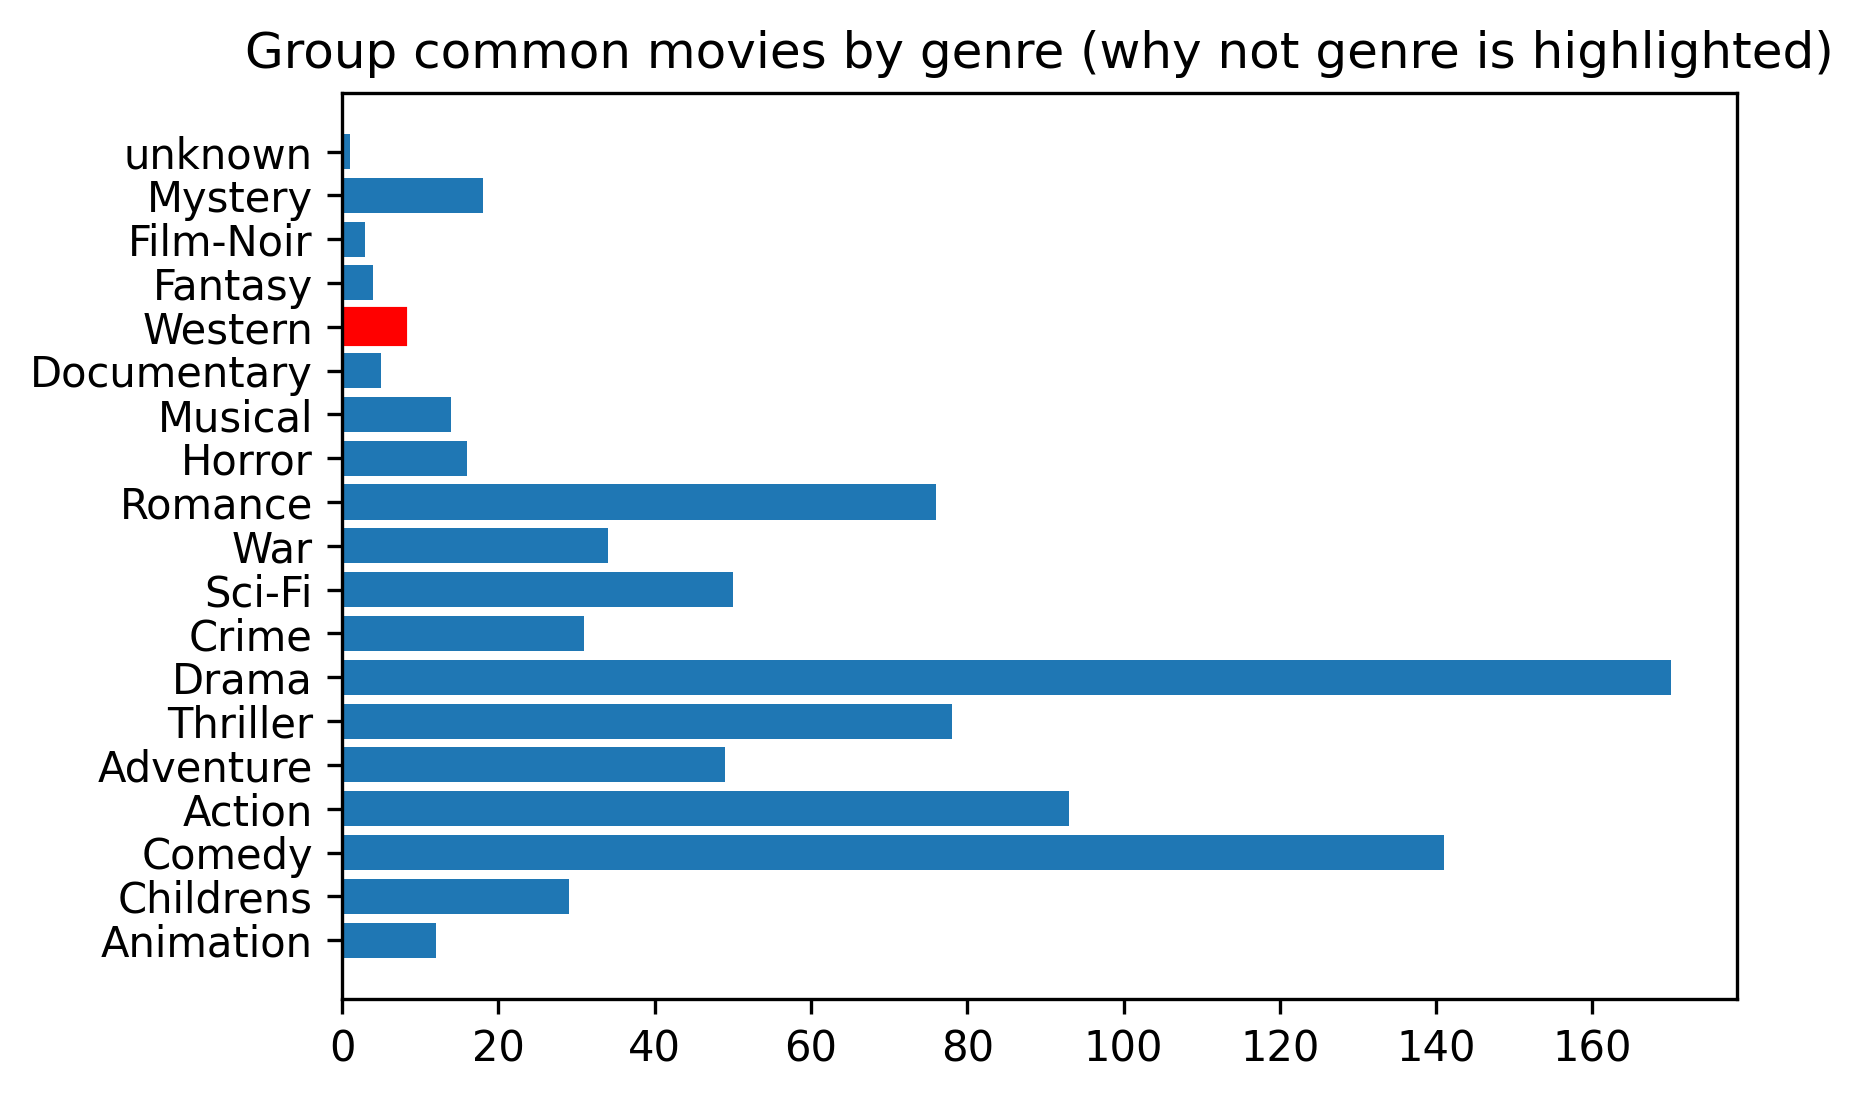 Group common movies by genre (why not genre is highlighted)
unknown
Mystery
Film-Noir
Fantasy
Western
Documentary
Musical
Horror
Romance
War
Sci-Fi
Crime
Drama
Thriller
Adventure
Action
Comedy
Childrens
Animation
0 20 40 60 80 100 120 140 160